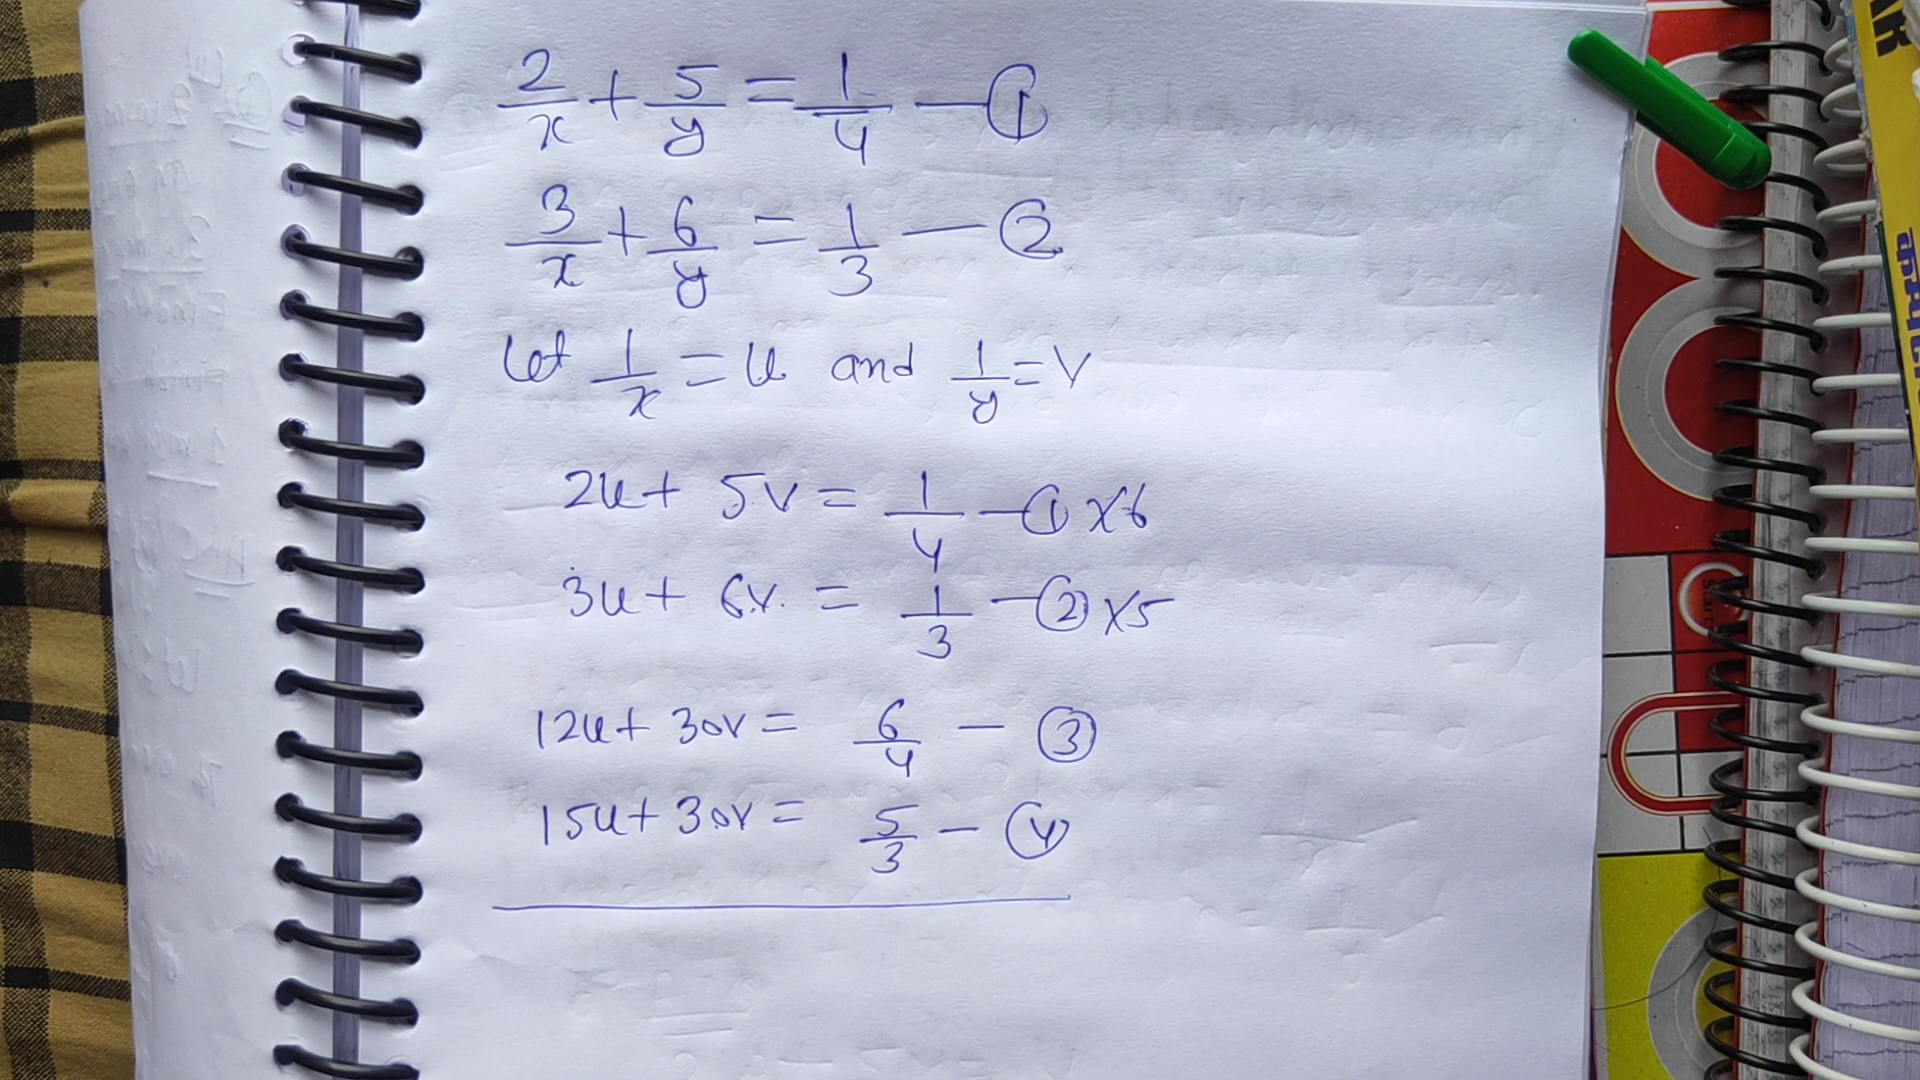 2/x + 5/y = 1/4 — ①
3/x + 6/y = 1/3 — ②
Let 1/x = u and 1/y = v
2u + 5v = 1/4 — ① ×6
3u + 6v = 1/3 — ② ×5
12u + 30v = 6/4 — ③
15u + 30v = 5/3 — ④